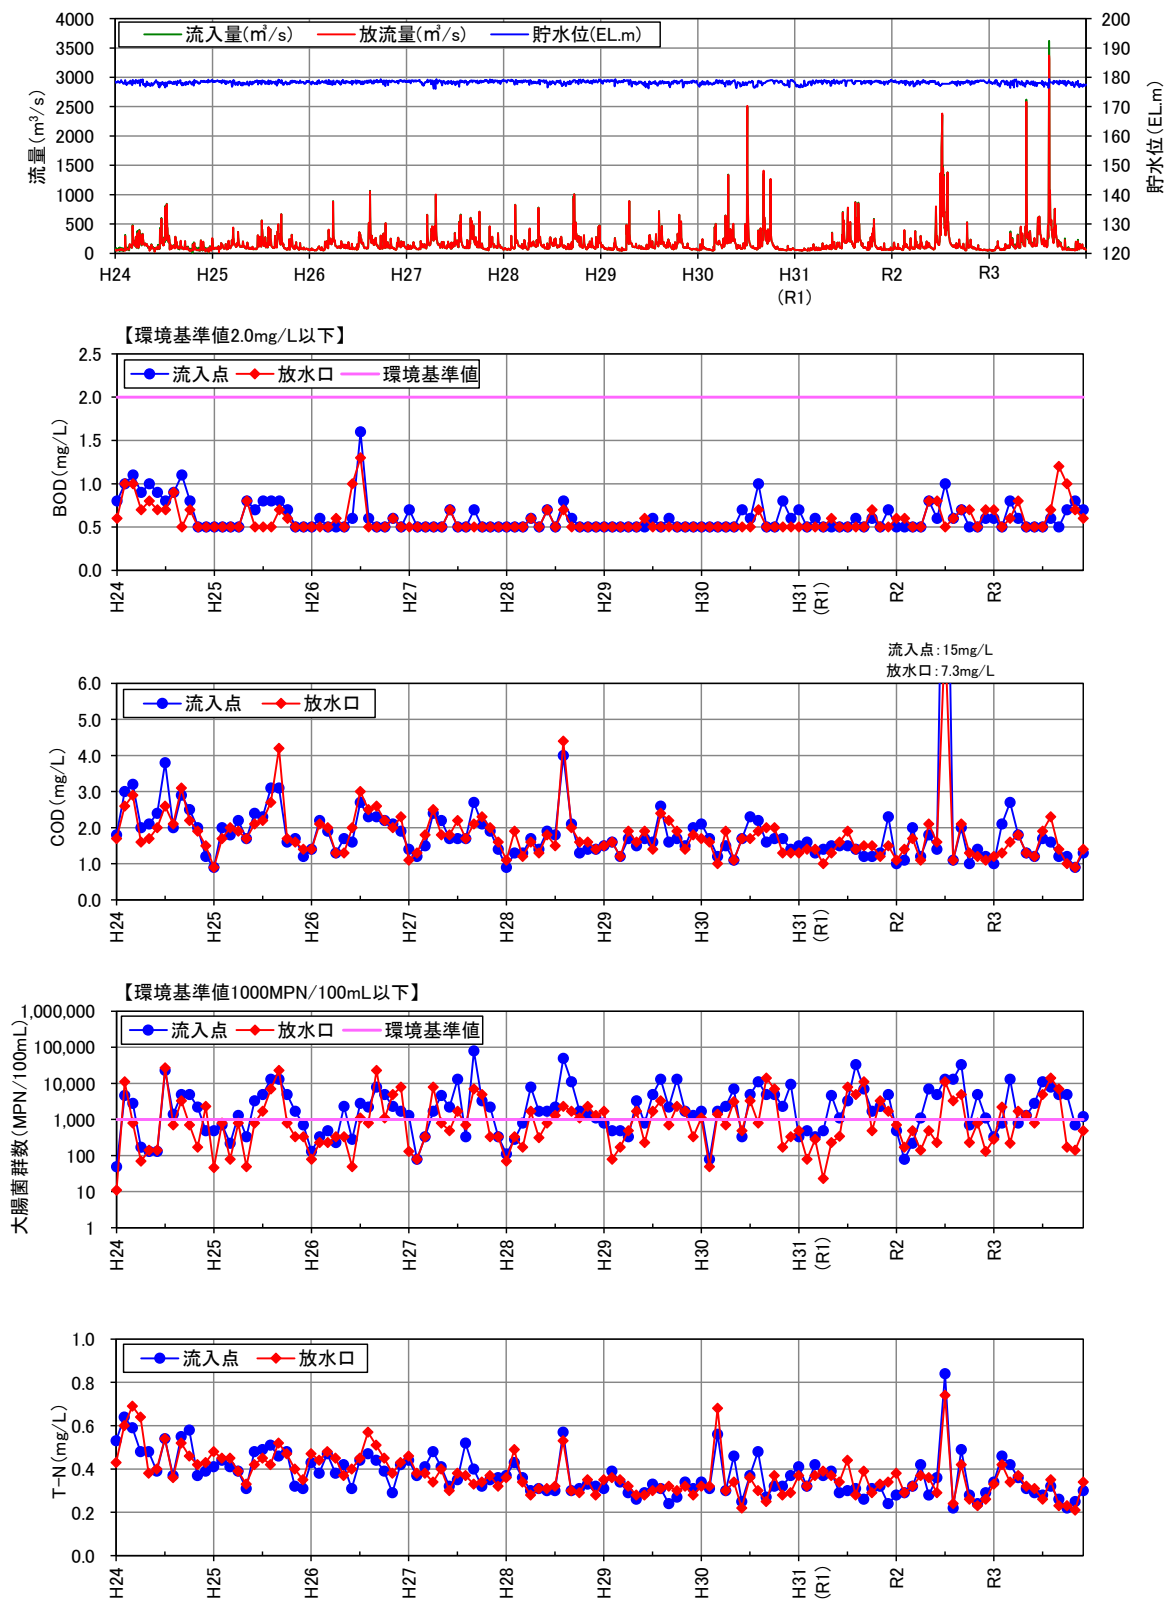 流入量(㎥/s) 放流量(㎥/s) 貯水位(EL.m)
4000 200
3500 190
3000 180
2500 170
2000 160
1500 150
1000 140
500 130
0 120
流量(m³/s)
貯水位(EL.m)
H24 H25 H26 H27 H28 H29 H30 H31 R2 R3
(R1)
【環境基準値2.0mg/L以下】
流入点 放水口 環境基準値
2.5
2.0
1.5
1.0
0.5
0.0
BOD(mg/L)
H24 H25 H26 H27 H28 H29 H30 H31 R2 R3
(R1)
流入点:15mg/L
放水口:7.3mg/L
流入点 放水口
6.0
5.0
4.0
3.0
2.0
1.0
0.0
COD(mg/L)
H24 H25 H26 H27 H28 H29 H30 H31 R2 R3
(R1)
【環境基準値1000MPN/100mL以下】
流入点 放水口 環境基準値
1,000,000
100,000
10,000
1,000
100
10
1
大腸菌群数(MPN/100mL)
H24 H25 H26 H27 H28 H29 H30 H31 R2 R3
(R1)
流入点 放水口
1.0
0.8
0.6
0.4
0.2
0.0
T-N(mg/L)
H24 H25 H26 H27 H28 H29 H30 H31 R2 R3
(R1)